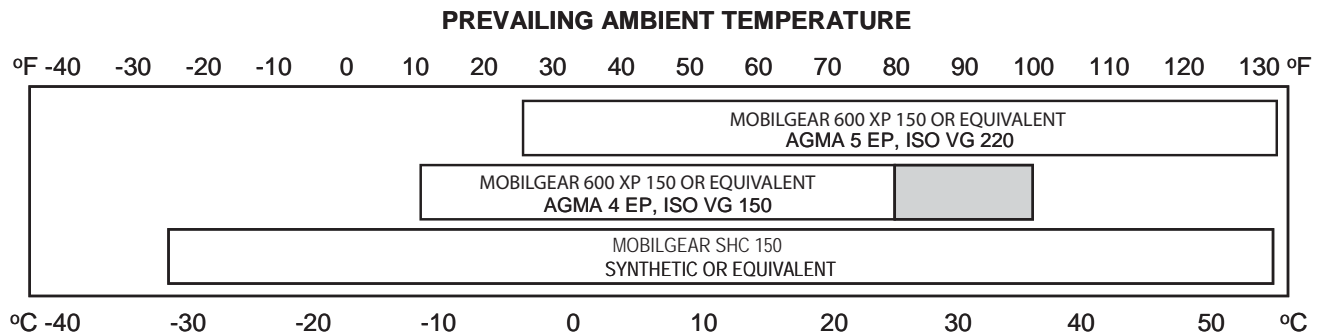 PREVAILING AMBIENT TEMPERATURE
ºF -40 -30 -20 -10 0 10 20 30 40 50 60 70 80 90 100 110 120 130 ºF
MOBILGEAR 600 XP 150 OR EQUIVALENT
AGMA 5 EP, ISO VG 220
MOBILGEAR 600 XP 150 OR EQUIVALENT
AGMA 4 EP, ISO VG 150
MOBILGEAR SHC 150
SYNTHETIC OR EQUIVALENT
ºC -40 -30 -20 -10 0 10 20 30 40 50 ºC